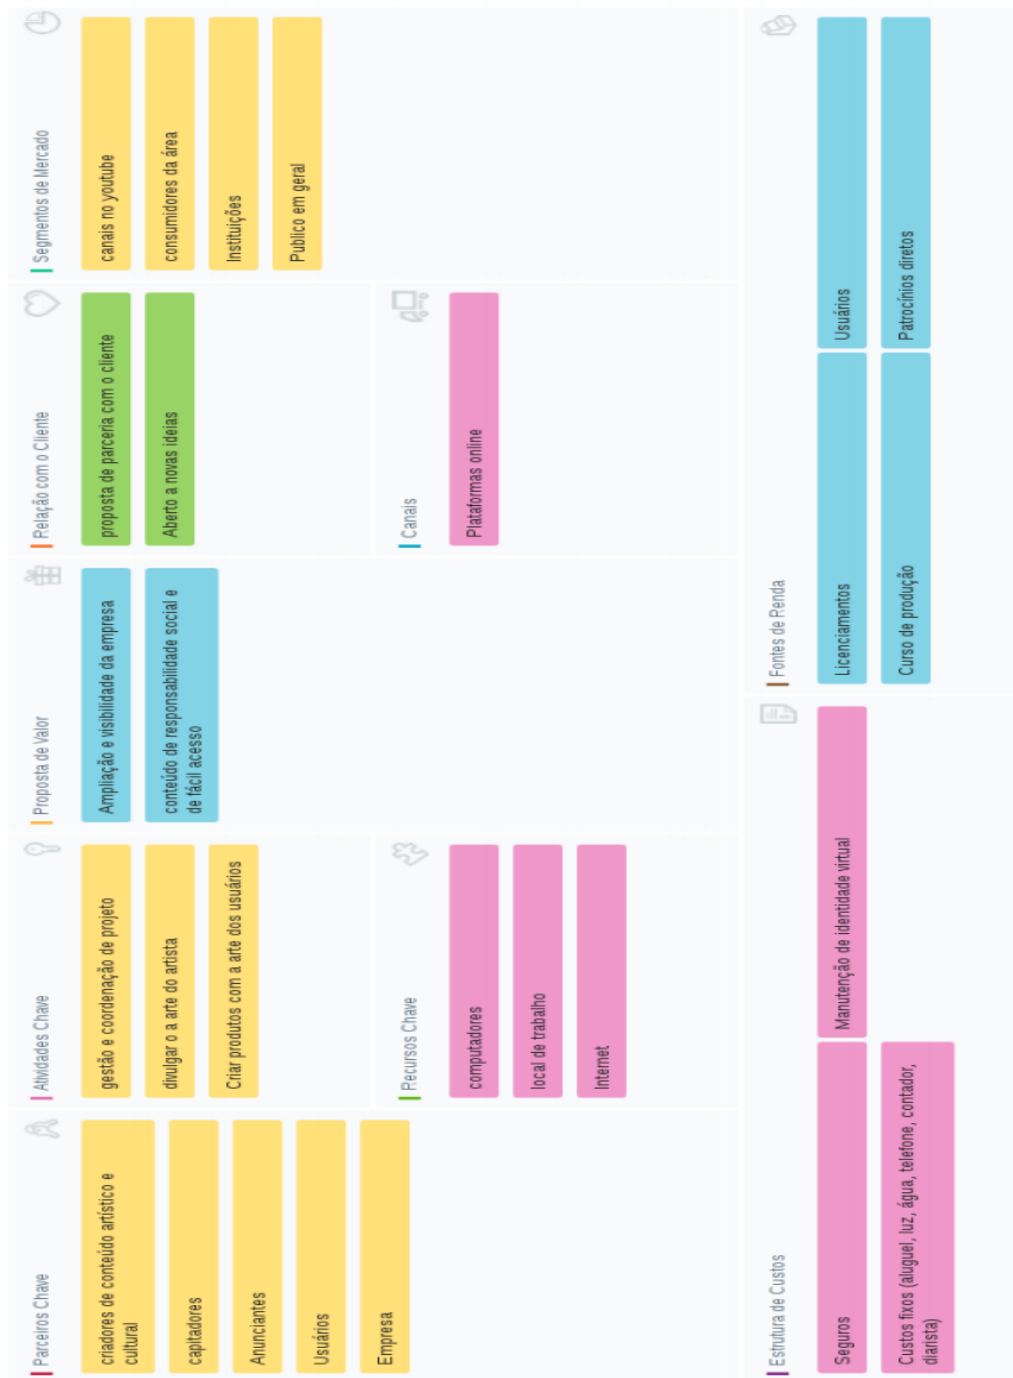 Parceiros Chave
criadores de conteúdo artístico e
cultural
capitadores
Anunciantes
Usuários
Empresa
Atividades Chave
gestão e coordenação de projeto
divulgar o a arte do artista
Criar produtos com a arte dos usuários
Recursos Chave
computadores
local de trabalho
Internet
Proposta de Valor
Ampliação e visibilidade da empresa
conteúdo de responsabilidade social e
de fácil acesso
Relação com o Cliente
proposta de parceria com o cliente
Aberto a novas ideias
Canais
Plataformas online
Segmentos de Mercado
canais no youtube
consumidores da área
Instituições
Publico em geral
Estrutura de Custos
Seguros
Manutenção de identidade virtual
Custos fixos (aluguel, luz, água, telefone, contador,
diarista)
Fontes de Renda
Licenciamentos
Usuários
Curso de produção
Patrocínios diretos